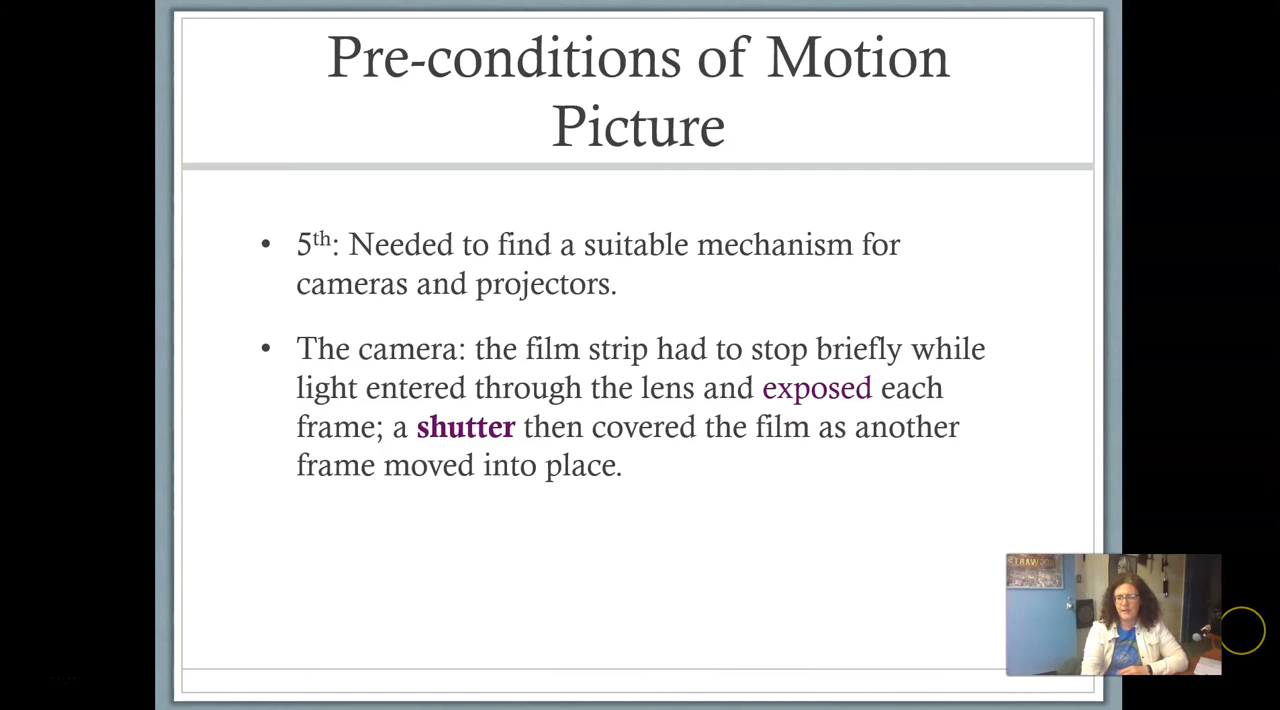 Pre-conditions of Motion
Picture
• 5th: Needed to find a suitable mechanism for
cameras and projectors.
• The camera: the film strip had to stop briefly while
light entered through the lens and exposed each
frame; a shutter then covered the film as another
frame moved into place.